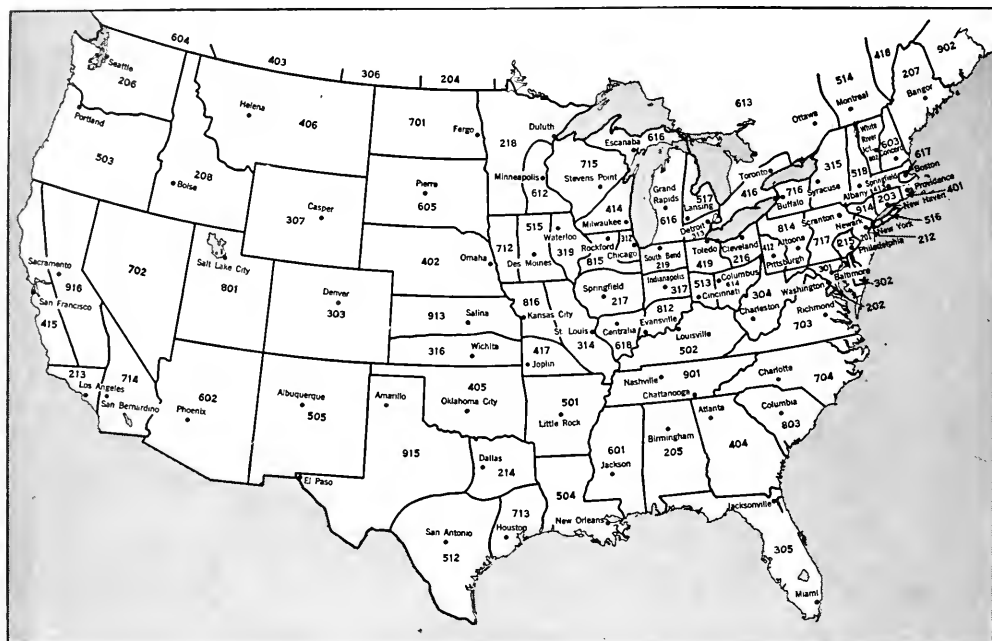 604
403
306
204
Seattle
206
Portland
503
Helena
406
208
Boise
Casper
307
701
Fargo
Pierre
605
218
Duluth
Minneapolis
612
Escanaba
616
715
Stevens Point
613
Ottawa
514
Montreal
418
902
207
Bangor
White
River
Jct.
802
603
Concord
617
Boston
Providence
401
New Haven
203
516
New York
212
315
Syracuse
518
Albany
Springfield
413
914
Toronto
416
716
Buffalo
Grand
Rapids
616
517
Lansing
Detroit
313
414
Milwaukee
Rockford
815
312
Chicago
515
Waterloo
319
Des Moines
712
402
Omaha
Sacramento
916
San Francisco
415
702
Salt Lake City
801
Denver
303
913
Salina
316
Wichita
816
Kansas City
417
Joplin
St. Louis
314
Springfield
217
Centralia
618
South Bend
219
Indianapolis
317
812
Evansville
Toledo
419
Cleveland
216
513
Columbus
614
Cincinnati
814
Altoona
412
Pittsburgh
Scranton
717
Newark
201
215
Philadelphia
301
Baltimore
302
Washington
202
304
Charleston
Richmond
703
Louisville
502
213
Los Angeles
714
San Bernardino
602
Phoenix
Albuquerque
505
El Paso
Amarillo
915
405
Oklahoma City
Dallas
214
San Antonio
512
713
Houston
501
Little Rock
504
New Orleans
601
Jackson
Birmingham
205
Nashville
901
Chattanooga
Charlotte
704
Columbia
803
Atlanta
404
Jacksonville
305
Miami